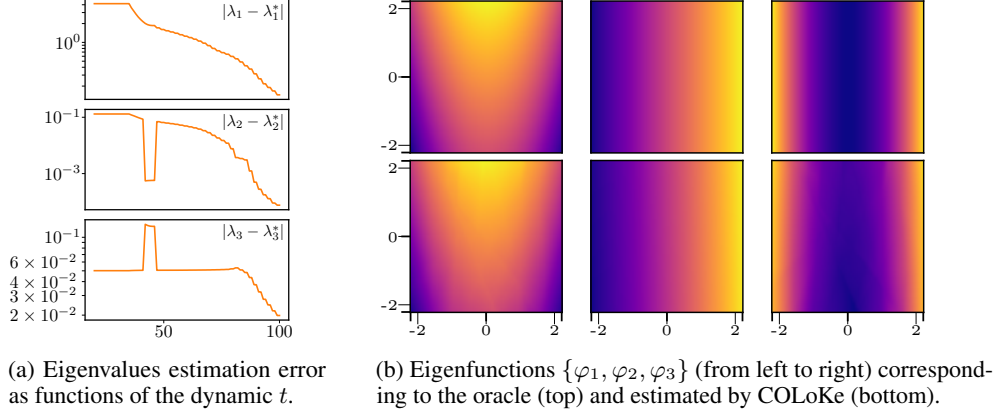 |λ₁ − λ₁*|
10⁰
|λ₂ − λ₂*|
10⁻¹
10⁻³
|λ₃ − λ₃*|
10⁻¹
6 × 10⁻²
4 × 10⁻²
3 × 10⁻²
2 × 10⁻²
50 100
2
0
-2
2
0
-2
-2 0 2 -2 0 2 -2 0 2
(a) Eigenvalues estimation error
as functions of the dynamic t.
(b) Eigenfunctions {φ₁, φ₂, φ₃} (from left to right) correspond-
ing to the oracle (top) and estimated by COLoKe (bottom).